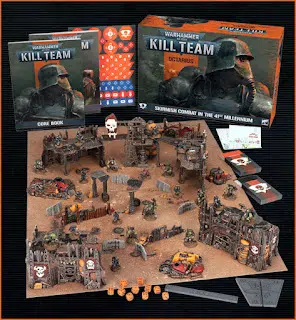 WARHAMMER
KILL TEAM
CORE BOOK
WARHAMMER
KILL TEAM
OCTARIUS
SKIRMISH COMBAT IN THE 41ST MILLENNIUM